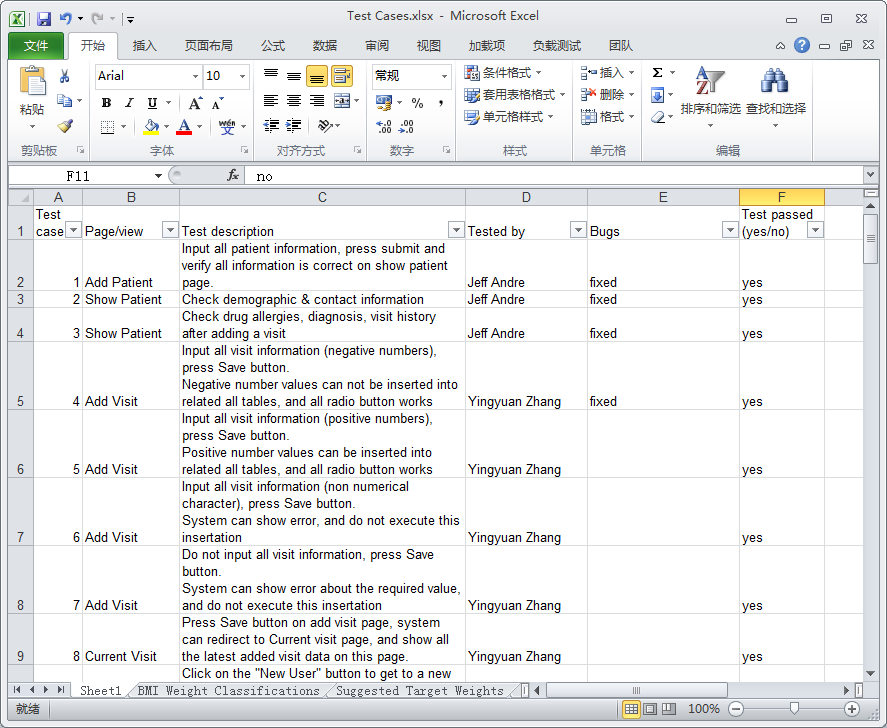 Test Cases.xlsx - Microsoft Excel
文件 开始 插入 页面布局 公式 数据 审阅 视图 加载项 负载测试 团队
Arial 10 常规 条件格式 插入 Σ
粘贴 B I U A A 套用表格格式 删除 排序和筛选 查找和选择
A wén 文 % , 单元格样式 格式
剪贴板 字体 对齐方式 数字 样式 单元格 编辑
F11 fx no
A B C D E F
1 Test case Page/view Test description Tested by Bugs Test passed (yes/no)
Input all patient information, press submit and
verify all information is correct on show patient
2 1 Add Patient page. Jeff Andre fixed yes
3 2 Show Patient Check demographic & contact information Jeff Andre fixed yes
Check drug allergies, diagnosis, visit history
4 3 Show Patient after adding a visit Jeff Andre fixed yes
Input all visit information (negative numbers),
press Save button.
Negative number values can not be inserted into
5 4 Add Visit related all tables, and all radio button works Yingyuan Zhang fixed yes
Input all visit information (positive numbers),
press Save button.
Positive number values can be inserted into
6 5 Add Visit related all tables, and all radio button works Yingyuan Zhang yes
Input all visit information (non numerical
character), press Save button.
System can show error, and do not execute this
7 6 Add Visit insertation Yingyuan Zhang yes
Do not input all visit information, press Save
button.
System can show error about the required value,
8 7 Add Visit and do not execute this insertation Yingyuan Zhang yes
Press Save button on add visit page, system
can redirect to Current visit page, and show all
9 8 Current Visit the latest added visit data on this page. Yingyuan Zhang yes
Click on the "New User" button to get to a new
Sheet1 BMI Weight Classifications Suggested Target Weights
就绪 100%